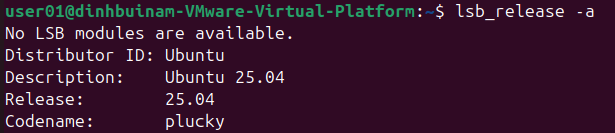 user01@dinhbuinam-VMware-Virtual-Platform:~$ lsb_release -a
No LSB modules are available.
Distributor ID: Ubuntu
Description:    Ubuntu 25.04
Release:        25.04
Codename:       plucky